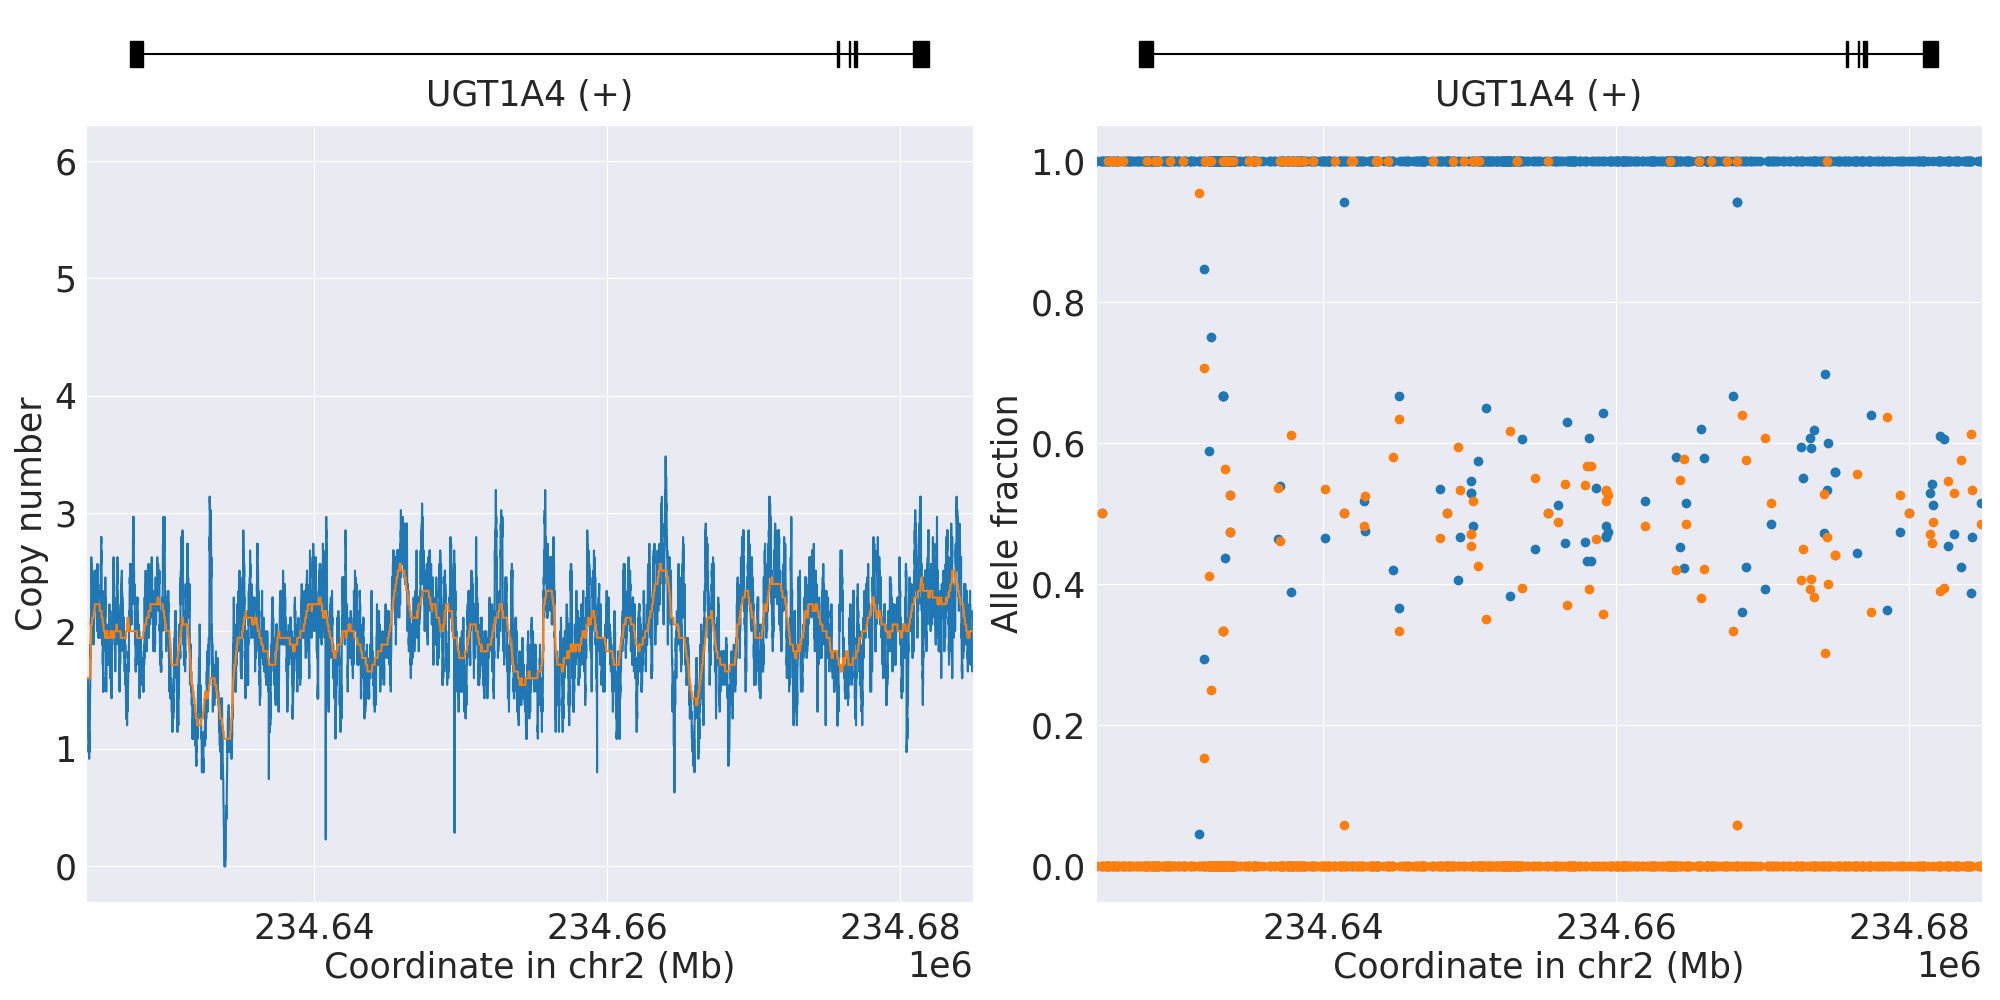 UGT1A4 (+)
6
5
4
3
2
1
0
Copy number
234.64 234.66 234.68
1e6
Coordinate in chr2 (Mb)
UGT1A4 (+)
1.0
0.8
0.6
0.4
0.2
0.0
Allele fraction
234.64 234.66 234.68
1e6
Coordinate in chr2 (Mb)